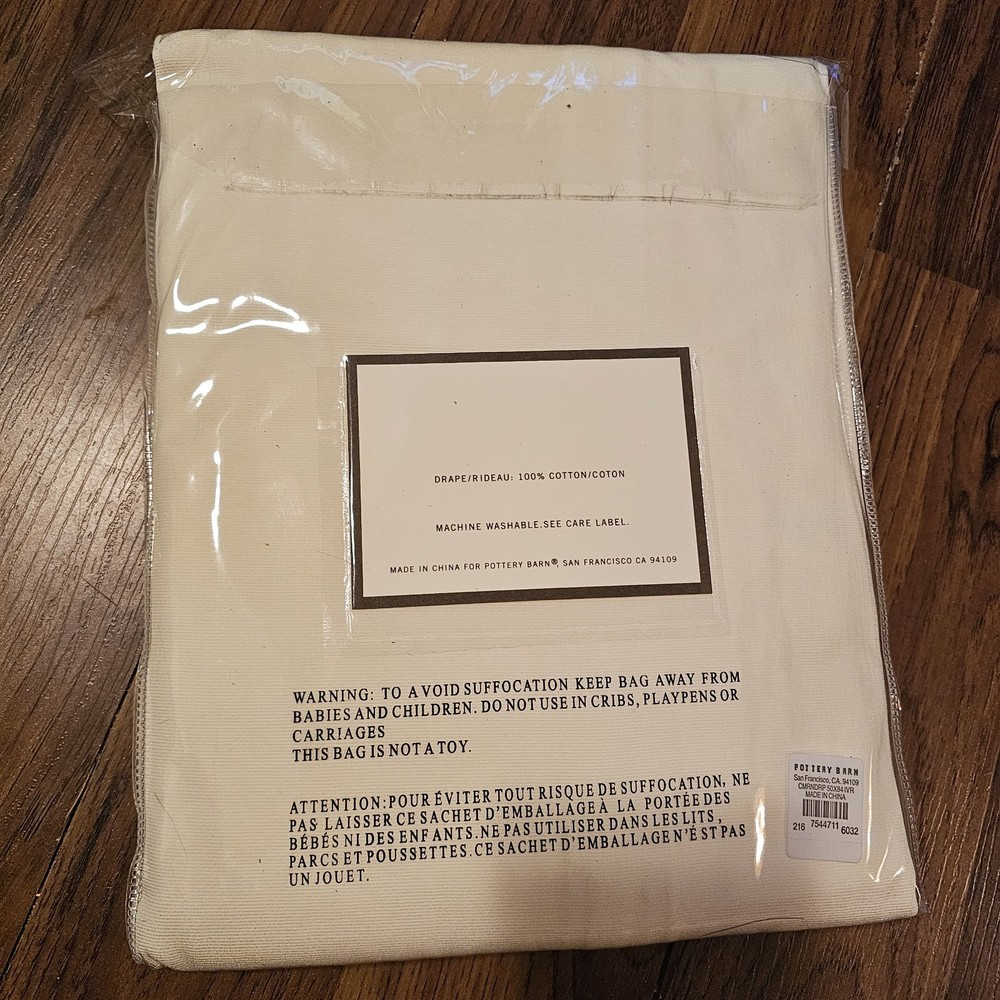 DRAPE/RIDEAU: 100% COTTON/COTON
MACHINE WASHABLE.SEE CARE LABEL.
MADE IN CHINA FOR POTTERY BARN®, SAN FRANCISCO CA 94109
WARNING: TO AVOID SUFFOCATION KEEP BAG AWAY FROM
BABIES AND CHILDREN. DO NOT USE IN CRIBS, PLAYPENS OR
CARRIAGES
THIS BAG IS NOT A TOY.
ATTENTION:POUR ÉVITER TOUT RISQUE DE SUFFOCATION, NE
PAS LAISSER CE SACHET D'EMBALLAGE À LA PORTÉE DES
BÉBÉS NI DES ENFANTS.NE PAS UTILISER DANS LES LITS,
PARCS ET POUSSETTES.CE SACHET D'EMBALLAGE N'É ST PAS
UN JOUET.
POTTERY BARN
San Francisco, CA, 94109
CMRNDRP 50X84 IVR
MADE IN CHINA
216 7544711 6032